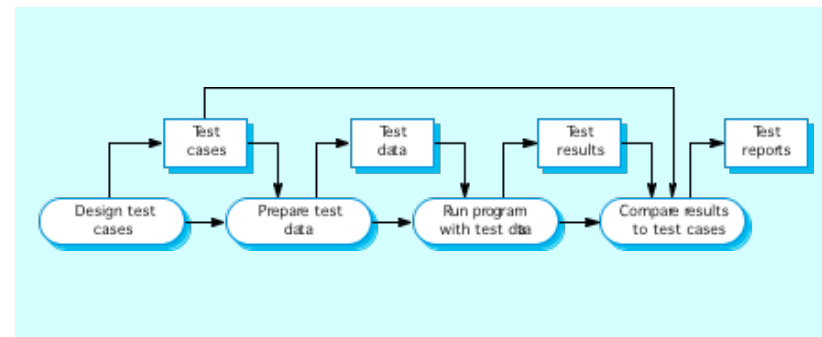 Test
cases
Test
data
Test
results
Test
reports
Design test
cases
Prepare test
data
Run program
with test data
Compare results
to test cases